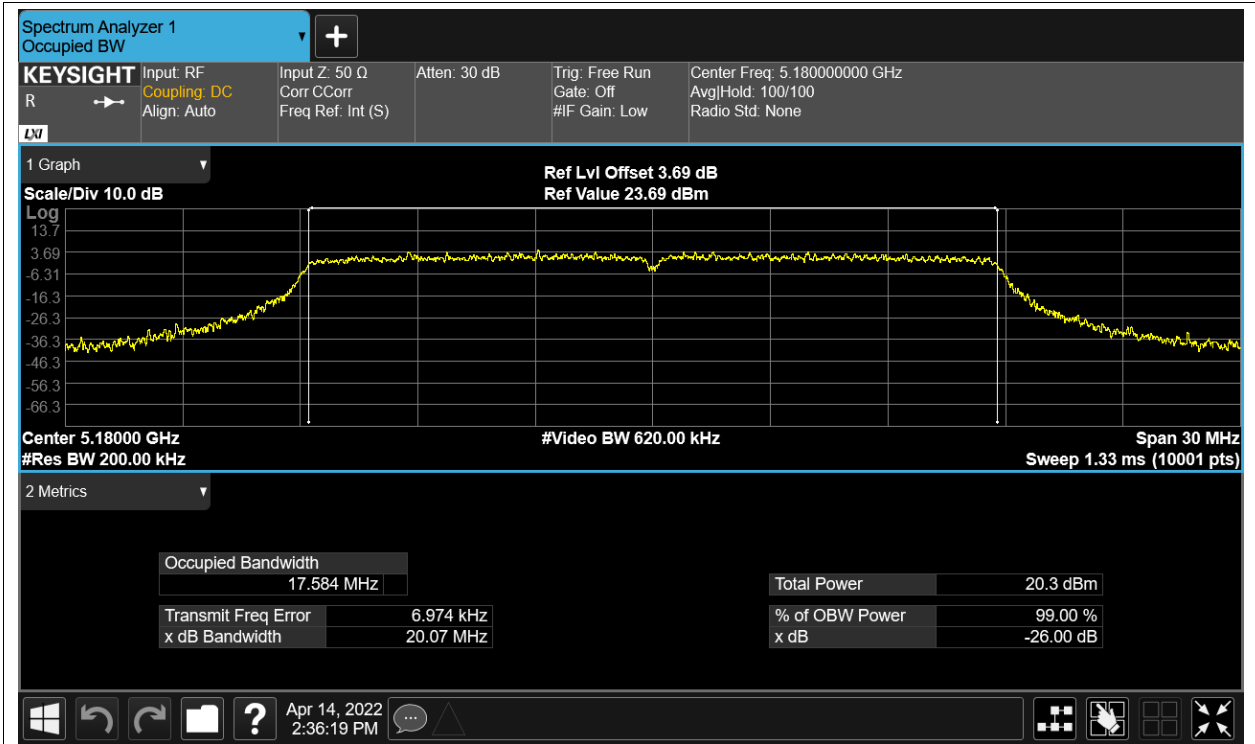 Spectrum Analyzer 1
Occupied BW
KEYSIGHT
R
LXI
Input: RF
Coupling: DC
Align: Auto
Input Z: 50 Ω
Corr CCorr
Freq Ref: Int (S)
Atten: 30 dB
Trig: Free Run
Gate: Off
#IF Gain: Low
Center Freq: 5.180000000 GHz
Avg|Hold: 100/100
Radio Std: None
1 Graph
Scale/Div 10.0 dB
Ref Lvl Offset 3.69 dB
Ref Value 23.69 dBm
Log
13.7
3.69
-6.31
-16.3
-26.3
-36.3
-46.3
-56.3
-66.3
Center 5.18000 GHz
#Res BW 200.00 kHz
#Video BW 620.00 kHz
Span 30 MHz
Sweep 1.33 ms (10001 pts)
2 Metrics
Occupied Bandwidth
17.584 MHz
Transmit Freq Error 6.974 kHz
x dB Bandwidth 20.07 MHz
Total Power 20.3 dBm
% of OBW Power 99.00 %
x dB -26.00 dB
?
Apr 14, 2022
2:36:19 PM